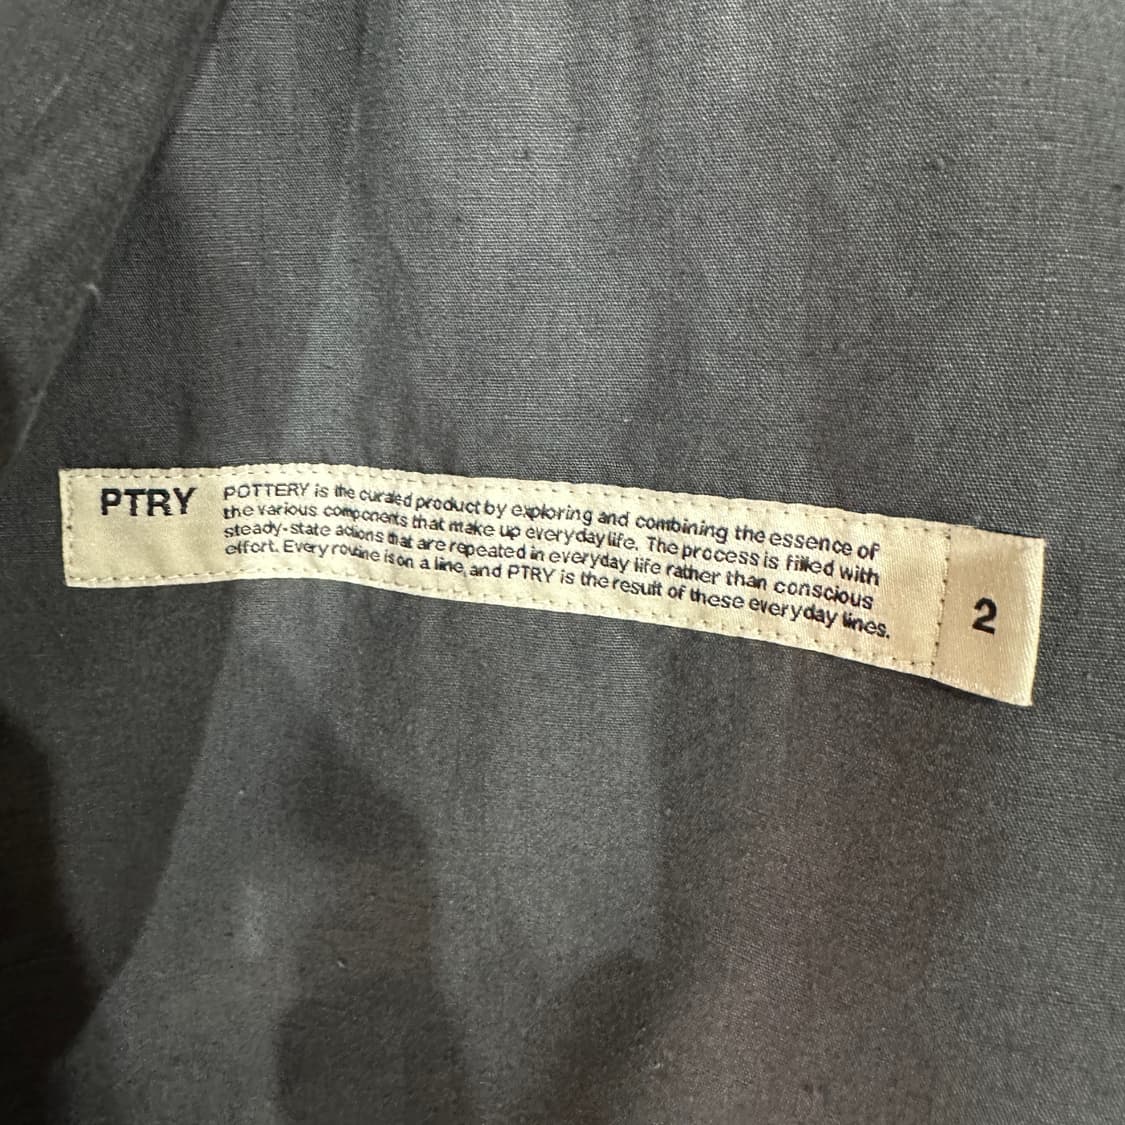 PTRY
POTTERY is the curated product by exploring and combining the essence of
the various components that make up everyday life. The process is filled with
steady-state actions that are repeated in everyday life rather than conscious
effort. Every routine is on a line, and PTRY is the result of these everyday lines.
2